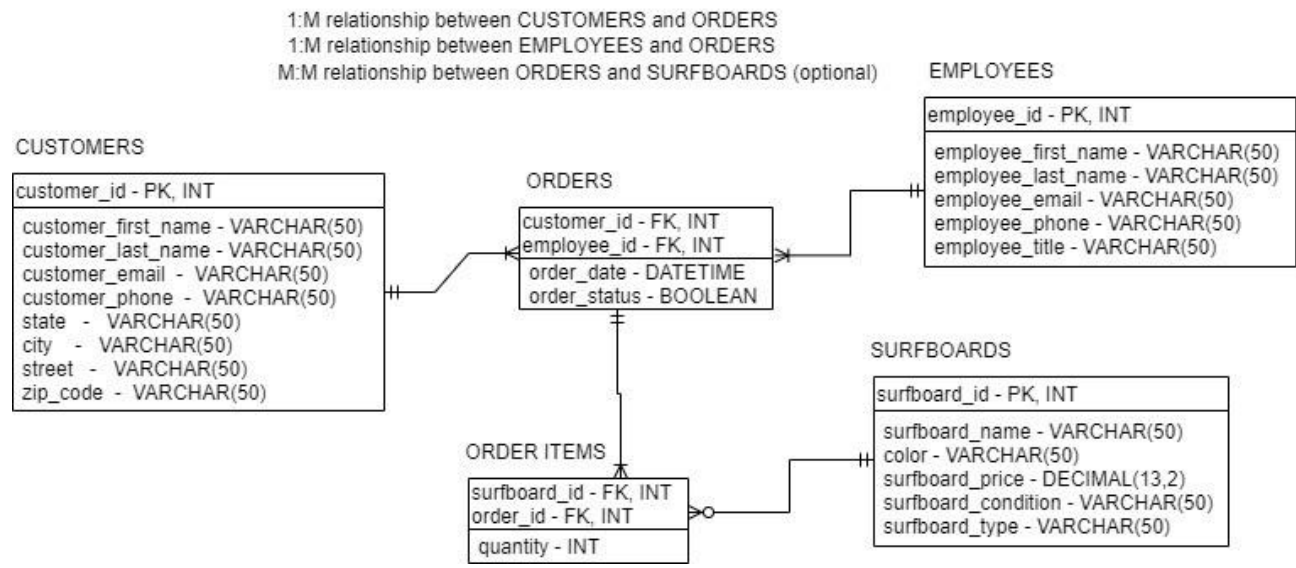 1:M relationship between CUSTOMERS and ORDERS
1:M relationship between EMPLOYEES and ORDERS
M:M relationship between ORDERS and SURFBOARDS (optional)
CUSTOMERS
customer_id - PK, INT
customer_first_name - VARCHAR(50)
customer_last_name - VARCHAR(50)
customer_email - VARCHAR(50)
customer_phone - VARCHAR(50)
state - VARCHAR(50)
city - VARCHAR(50)
street - VARCHAR(50)
zip_code - VARCHAR(50)
ORDERS
customer_id - FK, INT
employee_id - FK, INT
order_date - DATETIME
order_status - BOOLEAN
EMPLOYEES
employee_id - PK, INT
employee_first_name - VARCHAR(50)
employee_last_name - VARCHAR(50)
employee_email - VARCHAR(50)
employee_phone - VARCHAR(50)
employee_title - VARCHAR(50)
ORDER ITEMS
surfboard_id - FK, INT
order_id - FK, INT
quantity - INT
SURFBOARDS
surfboard_id - PK, INT
surfboard_name - VARCHAR(50)
color - VARCHAR(50)
surfboard_price - DECIMAL(13,2)
surfboard_condition - VARCHAR(50)
surfboard_type - VARCHAR(50)